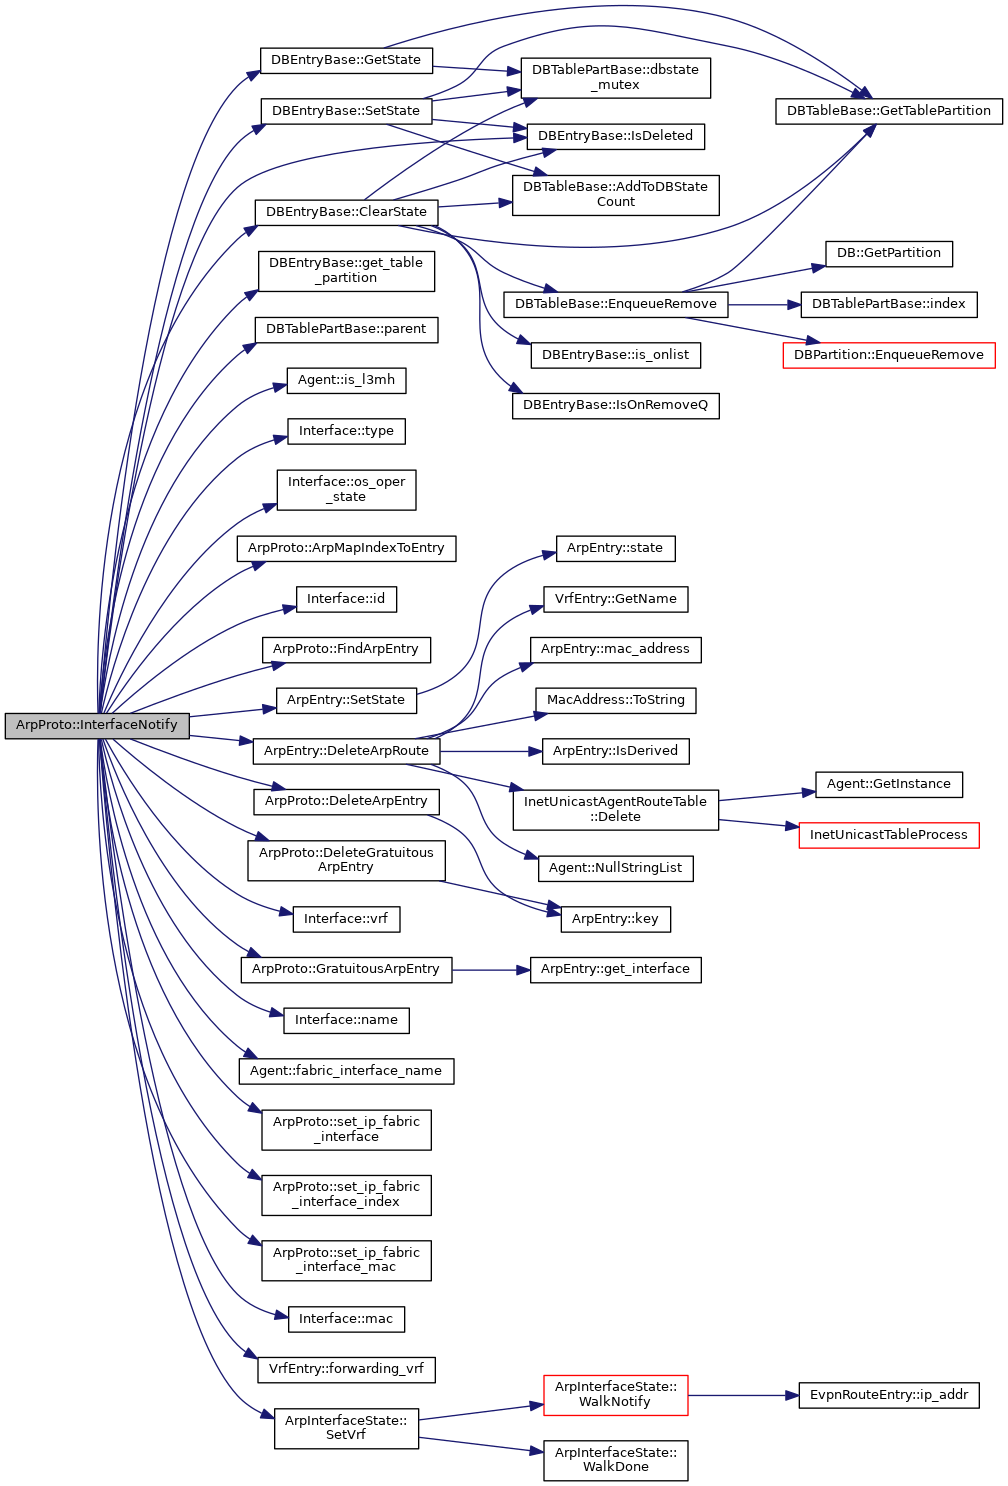 ArpProto::InterfaceNotify
DBEntryBase::GetState
DBEntryBase::SetState
DBEntryBase::ClearState
DBEntryBase::get_table
_partition
DBTablePartBase::parent
Agent::is_l3mh
Interface::type
Interface::os_oper
_state
ArpProto::ArpMapIndexToEntry
Interface::id
ArpProto::FindArpEntry
ArpEntry::SetState
ArpEntry::DeleteArpRoute
ArpProto::DeleteArpEntry
ArpProto::DeleteGratuitous
ArpEntry
Interface::vrf
ArpProto::GratuitousArpEntry
Interface::name
Agent::fabric_interface_name
ArpProto::set_ip_fabric
_interface
ArpProto::set_ip_fabric
_interface_index
ArpProto::set_ip_fabric
_interface_mac
Interface::mac
VrfEntry::forwarding_vrf
ArpInterfaceState::
SetVrf
DBTablePartBase::dbstate
_mutex
DBEntryBase::IsDeleted
DBTableBase::AddToDBState
Count
DBTableBase::EnqueueRemove
DBEntryBase::is_onlist
DBEntryBase::IsOnRemoveQ
ArpEntry::state
VrfEntry::GetName
ArpEntry::mac_address
MacAddress::ToString
ArpEntry::IsDerived
InetUnicastAgentRouteTable
::Delete
Agent::NullStringList
ArpEntry::key
ArpEntry::get_interface
ArpInterfaceState::
WalkNotify
ArpInterfaceState::
WalkDone
DBTableBase::GetTablePartition
DB::GetPartition
DBTablePartBase::index
DBPartition::EnqueueRemove
Agent::GetInstance
InetUnicastTableProcess
EvpnRouteEntry::ip_addr